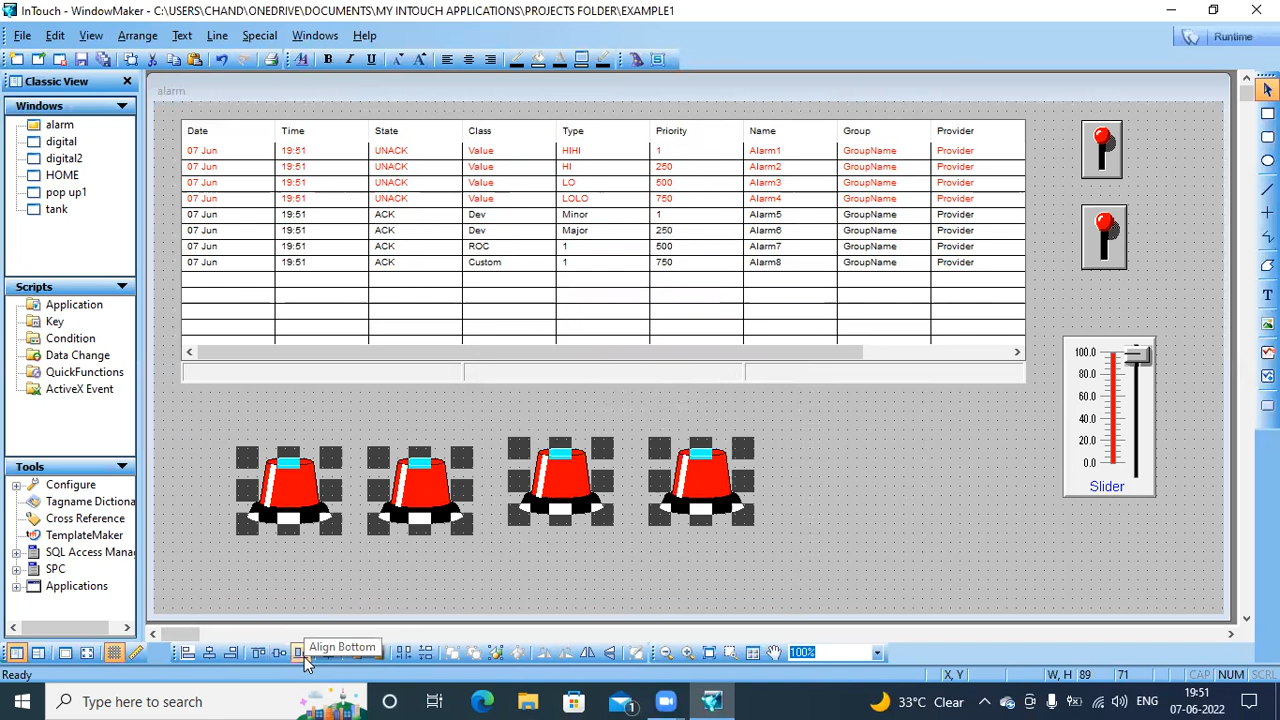 InTouch - WindowMaker - C:\USERS\CHAND\ONEDRIVE\DOCUMENTS\MY INTOUCH APPLICATIONS\PROJECTS FOLDER\EXAMPLE1
File Edit View Arrange Text Line Special Windows Help Runtime
Classic View
Windows
alarm
digital
digital2
HOME
pop up1
tank
Scripts
Application
Key
Condition
Data Change
QuickFunctions
ActiveX Event
Tools
Configure
Tagname Dictiona
Cross Reference
TemplateMaker
SQL Access Mana
SPC
Applications
alarm
Date Time State Class Type Priority Name Group Provider
07 Jun 19:51 UNACK Value HIHI 1 Alarm1 GroupName Provider
07 Jun 19:51 UNACK Value HI 250 Alarm2 GroupName Provider
07 Jun 19:51 UNACK Value LO 500 Alarm3 GroupName Provider
07 Jun 19:51 UNACK Value LOLO 750 Alarm4 GroupName Provider
07 Jun 19:51 ACK Dev Minor 1 Alarm5 GroupName Provider
07 Jun 19:51 ACK Dev Major 250 Alarm6 GroupName Provider
07 Jun 19:51 ACK ROC 1 500 Alarm7 GroupName Provider
07 Jun 19:51 ACK Custom 1 750 Alarm8 GroupName Provider
100.0
80.0
60.0
40.0
20.0
0.0
Slider
Align Bottom
100%
Ready X, Y W, H 89 71 CAP NUM SCRL
Type here to search
1
33°C Clear
ENG
19:51
07-06-2022